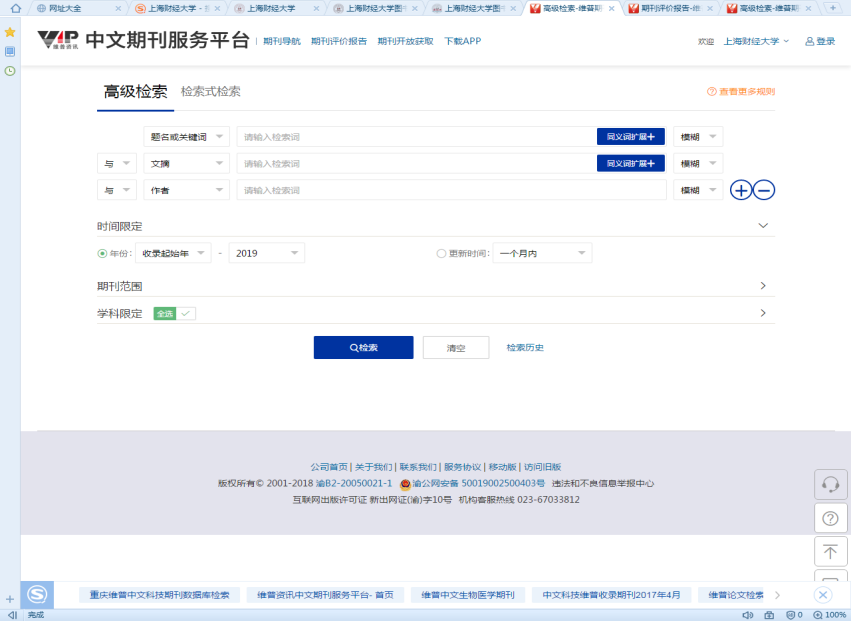 网址大全
上海财经大学 -
上海财经大学
上海财经大学图书
上海财经大学图
高级检索-维普期
期刊评价报告-维
高级检索-维普期
VIP 维普资讯 中文期刊服务平台 期刊导航 期刊评价报告 期刊开放获取 下载APP 欢迎 上海财经大学 登录
高级检索 检索式检索 查看更多规则
题名或关键词 请输入检索词 同义词扩展+ 模糊
与 文摘 请输入检索词 同义词扩展+ 模糊
与 作者 请输入检索词 模糊
时间限定
年份: 收录起始年 - 2019 更新时间: 一个月内
期刊范围
学科限定 全选
检索 清空 检索历史
公司首页 | 关于我们 | 联系我们 | 服务协议 | 移动版 | 访问旧版
版权所有© 2001-2018 渝B2-20050021-1 渝公网安备 50019002500403号 违法和不良信息举报中心
互联网出版许可证 新出网证(渝)字10号 机构客服热线 023-67033812
重庆维普中文科技期刊数据库检索 维普资讯中文期刊服务平台- 首页 维普中文生物医学期刊 中文科技维普收录期刊2017年4月 维普论文检索
完成 0 100%